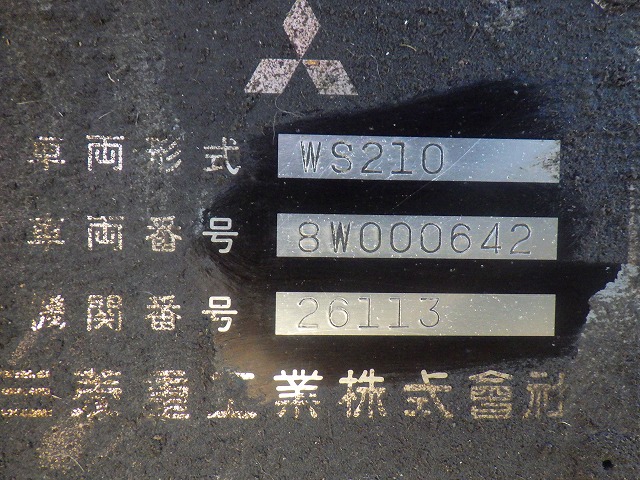 車両形式 WS210
車両番号 8W000642
機関番号 26113
三菱重工業株式會社